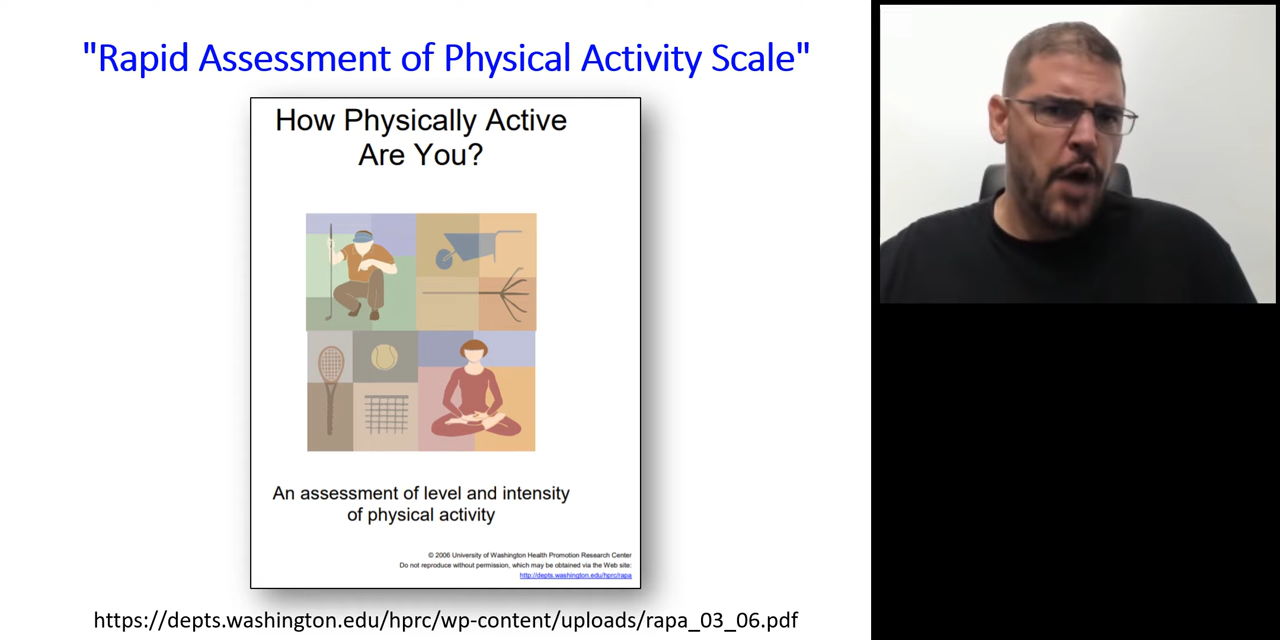 "Rapid Assessment of Physical Activity Scale"
How Physically Active
Are You?
An assessment of level and intensity
of physical activity
© 2006 University of Washington Health Promotion Research Center
Do not reproduce without permission, which may be obtained via the Web site:
http://depts.washington.edu/hprc/rapa
https://depts.washington.edu/hprc/wp-content/uploads/rapa_03_06.pdf